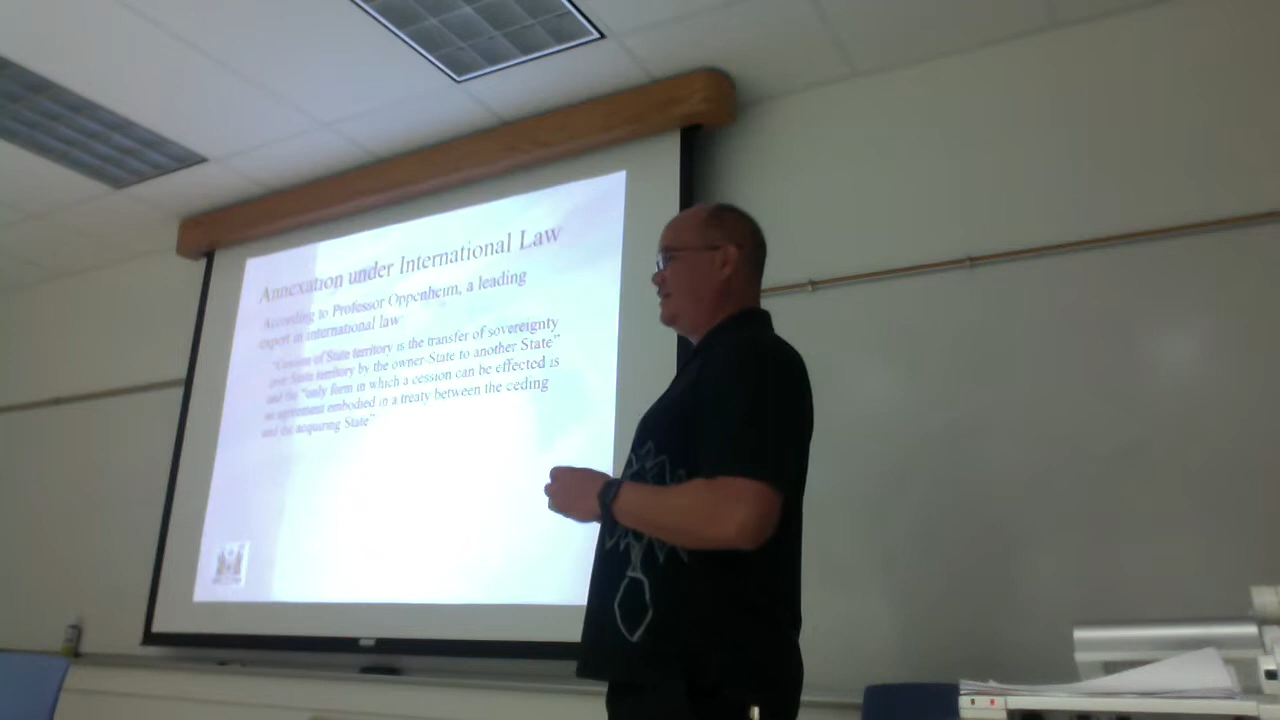 Annexation under International Law
According to Professor Oppenheim, a leading
expert in international law
"Cession of State territory is the transfer of sovereignty
over State territory by the owner-State to another State"
and the "only form in which a cession can be effected is
an agreement embodied in a treaty between the ceding
and the acquiring State"